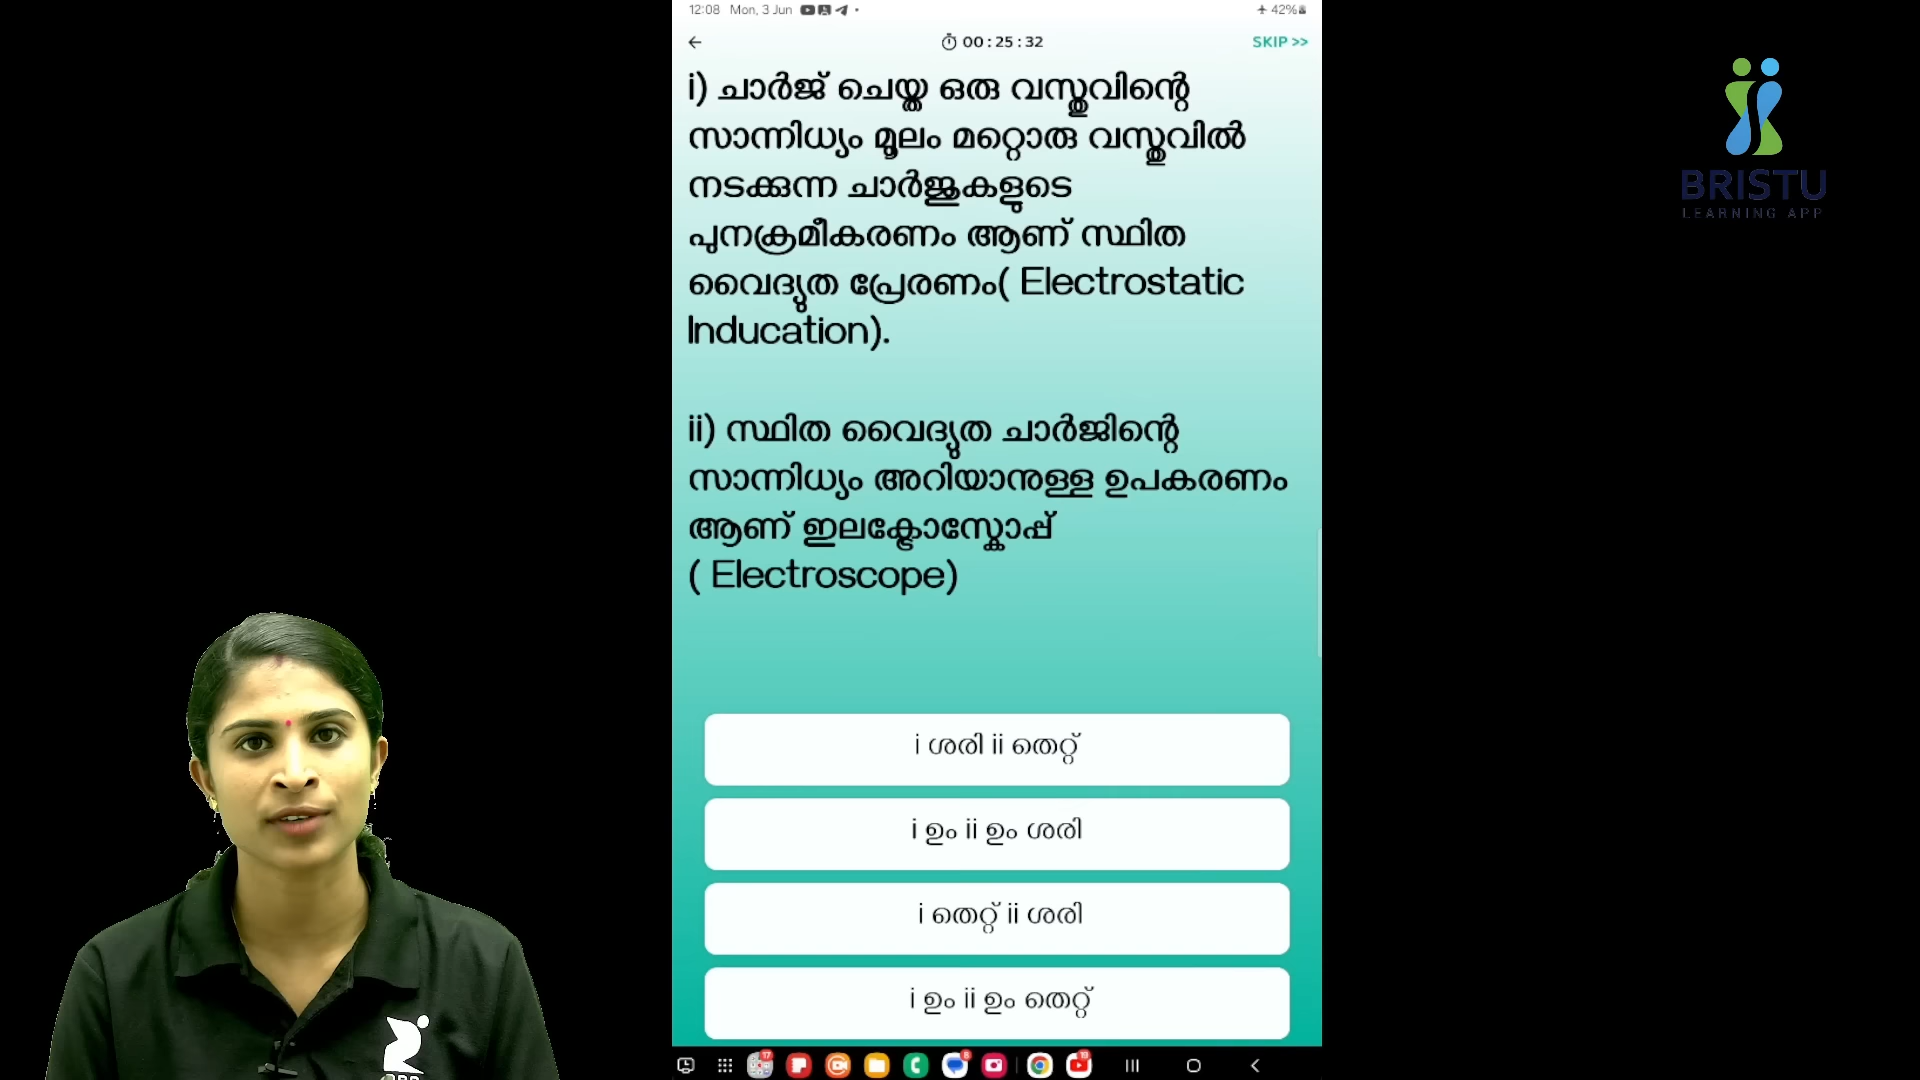 12:08 Mon, 3 Jun
42%
00 : 25 : 32
SKIP >>
i) ചാർജ് ചെയ്ത ഒരു വസ്തുവിന്റെ
സാന്നിധ്യം മൂലം മറ്റൊരു വസ്തുവിൽ
നടക്കുന്ന ചാർജുകളുടെ
പുനക്രമീകരണം ആണ് സ്ഥിത
വൈദ്യുത പ്രേരണം( Electrostatic
Inducation).
ii) സ്ഥിത വൈദ്യുത ചാർജിന്റെ
സാന്നിധ്യം അറിയാനുള്ള ഉപകരണം
ആണ് ഇലക്ട്രോസ്കോപ്പ്
( Electroscope)
i ശരി ii തെറ്റ്
i ഉം ii ഉം ശരി
i തെറ്റ് ii ശരി
i ഉം ii ഉം തെറ്റ്
BRISTU
LEARNING APP